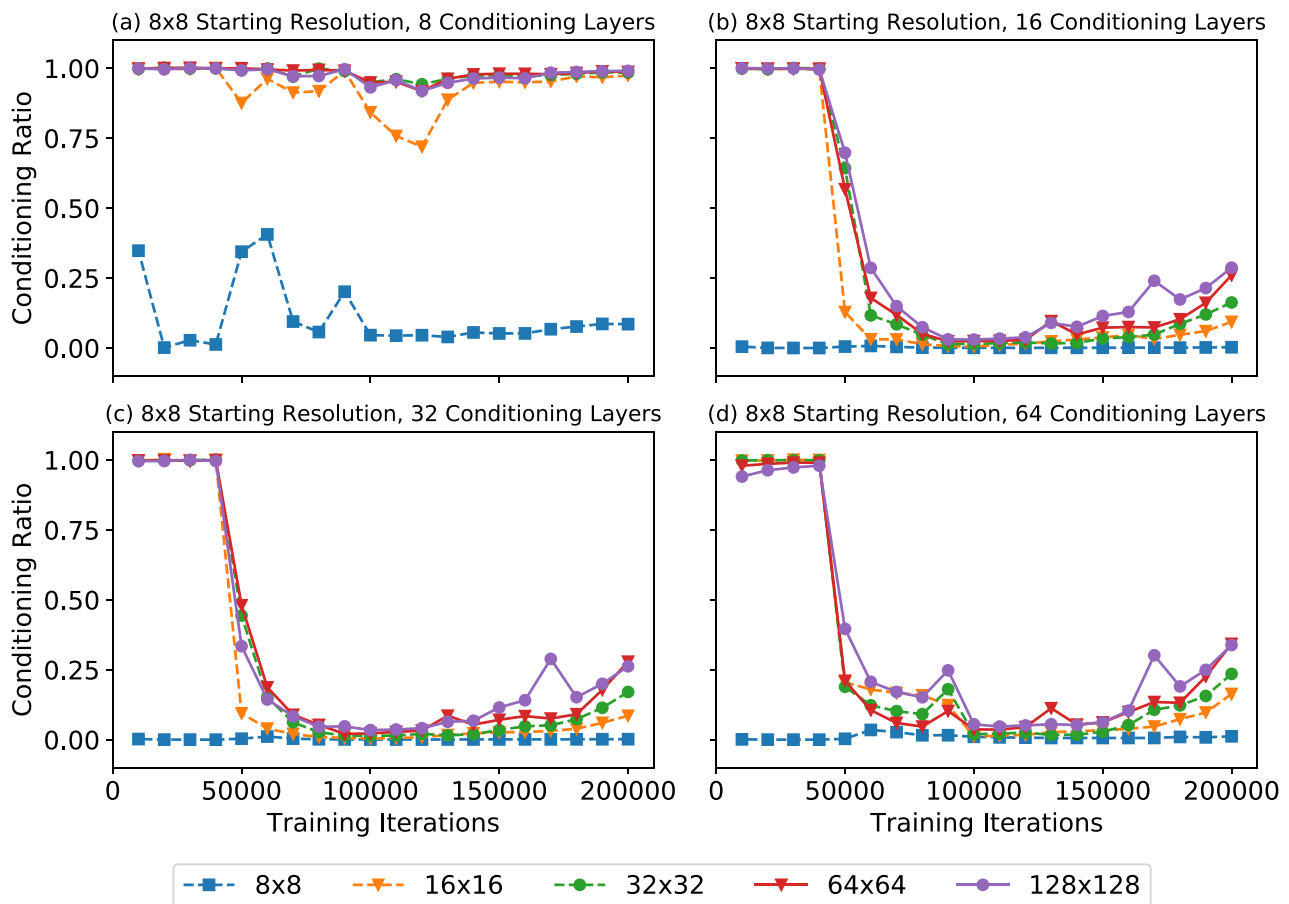 (a) 8x8 Starting Resolution, 8 Conditioning Layers
(b) 8x8 Starting Resolution, 16 Conditioning Layers
1.00
0.75
0.50
0.25
0.00
Conditioning Ratio
(c) 8x8 Starting Resolution, 32 Conditioning Layers
(d) 8x8 Starting Resolution, 64 Conditioning Layers
1.00
0.75
0.50
0.25
0.00
Conditioning Ratio
0 50000 100000 150000 200000
Training Iterations
0 50000 100000 150000 200000
Training Iterations
8x8 16x16 32x32 64x64 128x128